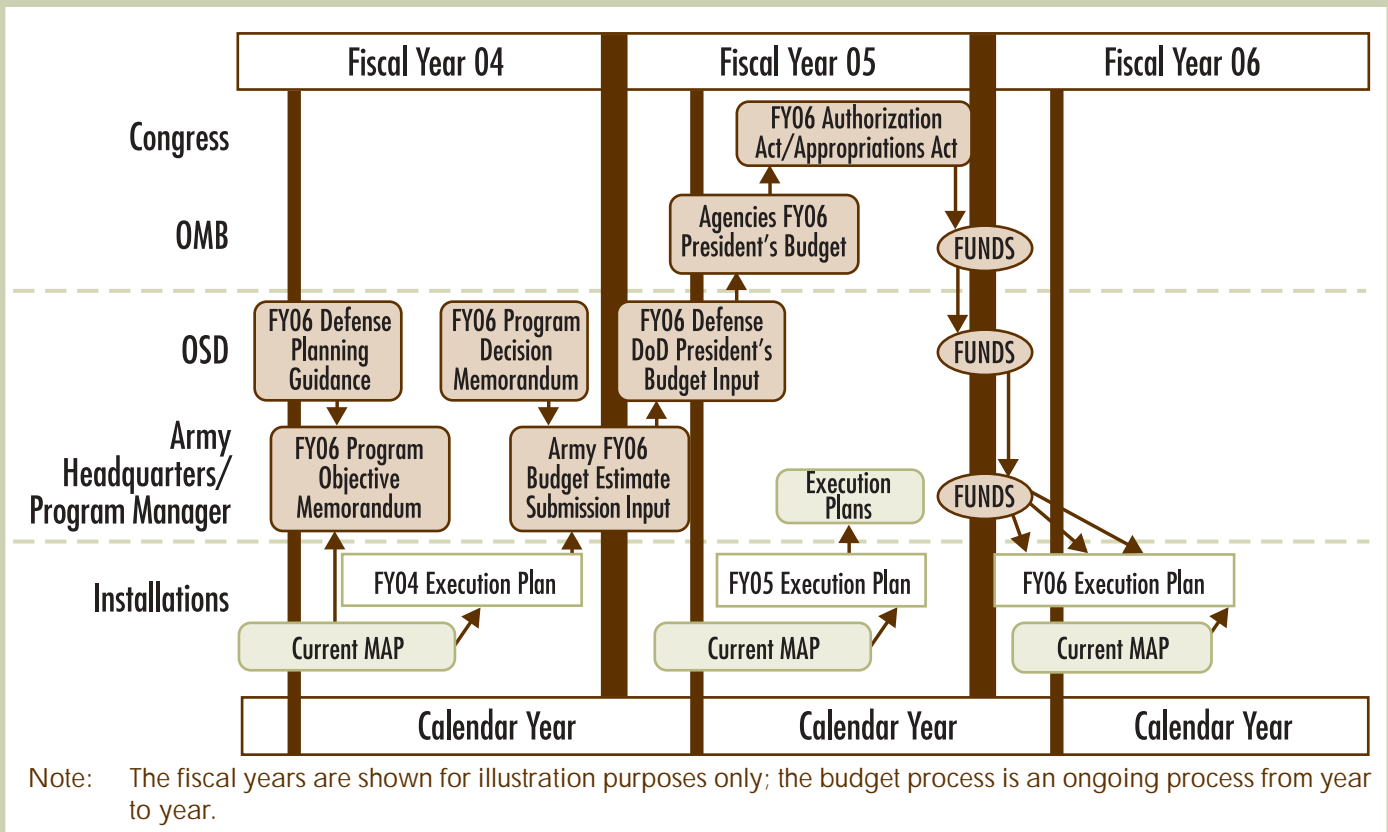 Fiscal Year 04
Fiscal Year 05
Fiscal Year 06
Congress
FY06 Authorization
Act/Appropriations Act
OMB
Agencies FY06
President's Budget
FUNDS
OSD
FY06 Defense
Planning
Guidance
FY06 Program
Decision
Memorandum
FY06 Defense
DoD President's
Budget Input
FUNDS
Army
Headquarters/
Program Manager
FY06 Program
Objective
Memorandum
Army FY06
Budget Estimate
Submission Input
Execution
Plans
FUNDS
Installations
FY04 Execution Plan
FY05 Execution Plan
FY06 Execution Plan
Current MAP
Current MAP
Current MAP
Calendar Year
Calendar Year
Calendar Year
Note: The fiscal years are shown for illustration purposes only; the budget process is an ongoing process from year
to year.